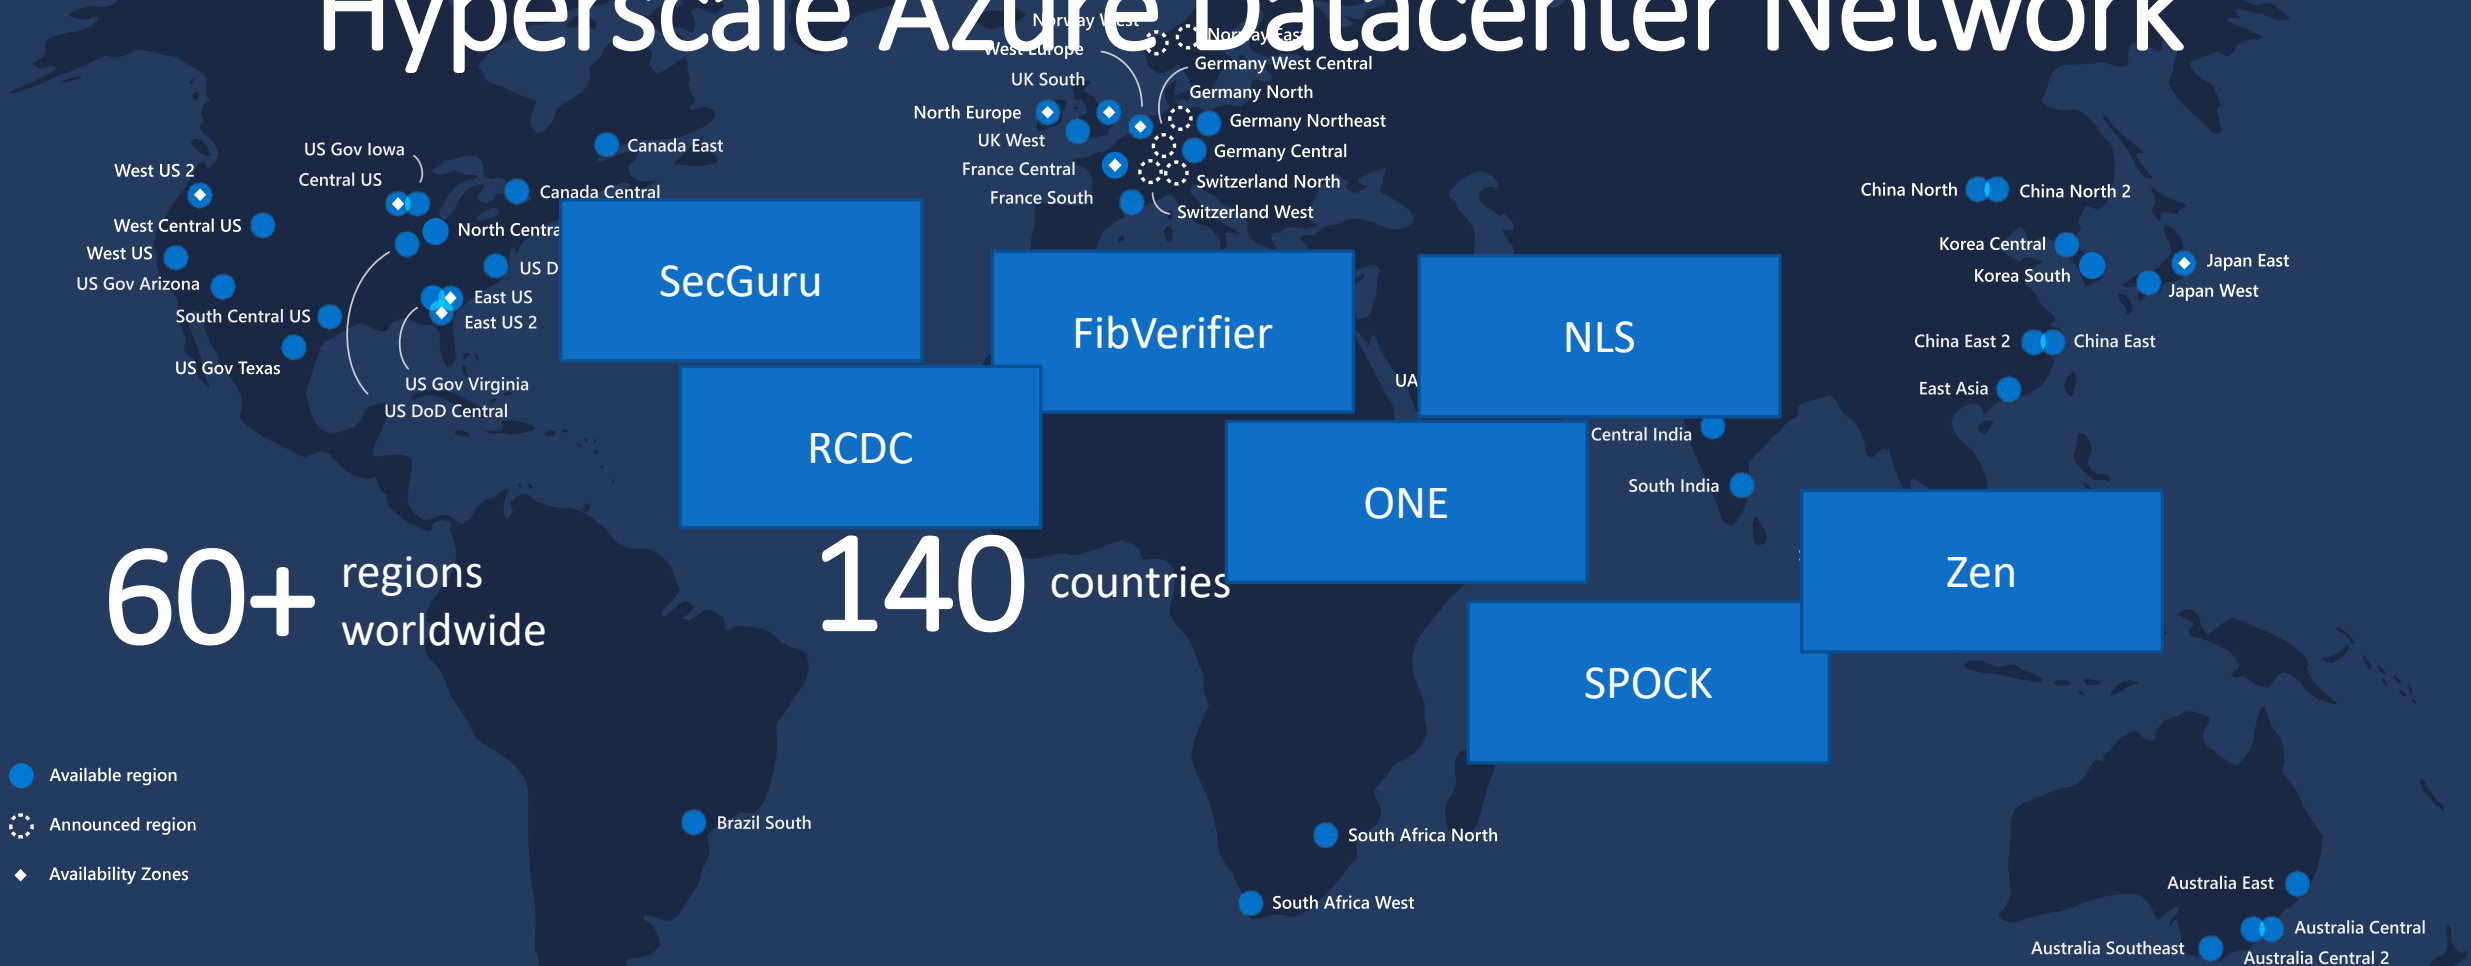 Hyperscale Azure Datacenter Network
Norway West
Norway East
West Europe
Germany West Central
UK South
Germany North
North Europe
Germany Northeast
UK West
Germany Central
France Central
Switzerland North
France South
Switzerland West
Canada East
US Gov Iowa
West US 2
Central US
Canada Central
West Central US
North Centra
West US
US D
US Gov Arizona
East US
South Central US
East US 2
US Gov Texas
US Gov Virginia
US DoD Central
China North
China North 2
Korea Central
Japan East
Korea South
Japan West
China East 2
China East
East Asia
UA
Central India
South India
SecGuru
FibVerifier
NLS
RCDC
ONE
Zen
SPOCK
60+
regions
worldwide
140
countries
Available region
Announced region
Availability Zones
Brazil South
South Africa North
South Africa West
Australia East
Australia Central
Australia Southeast
Australia Central 2